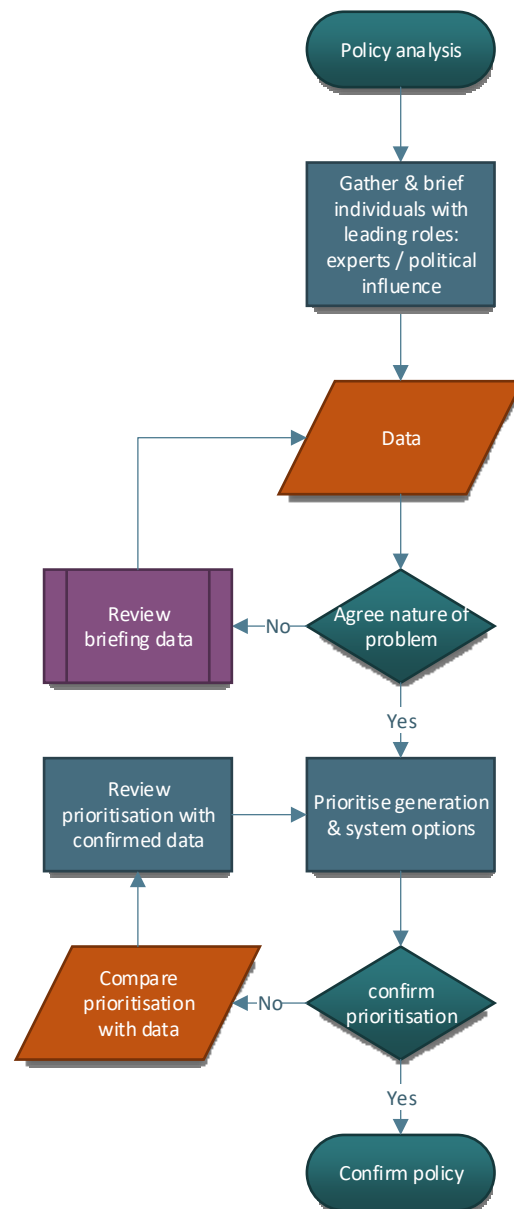 Policy analysis
Gather & brief
individuals with
leading roles:
experts / political
influence
Data
Agree nature of
problem
No
Review
briefing data
Yes
Prioritise generation
& system options
Review
prioritisation with
confirmed data
confirm
prioritisation
No
Compare
prioritisation
with data
Yes
Confirm policy